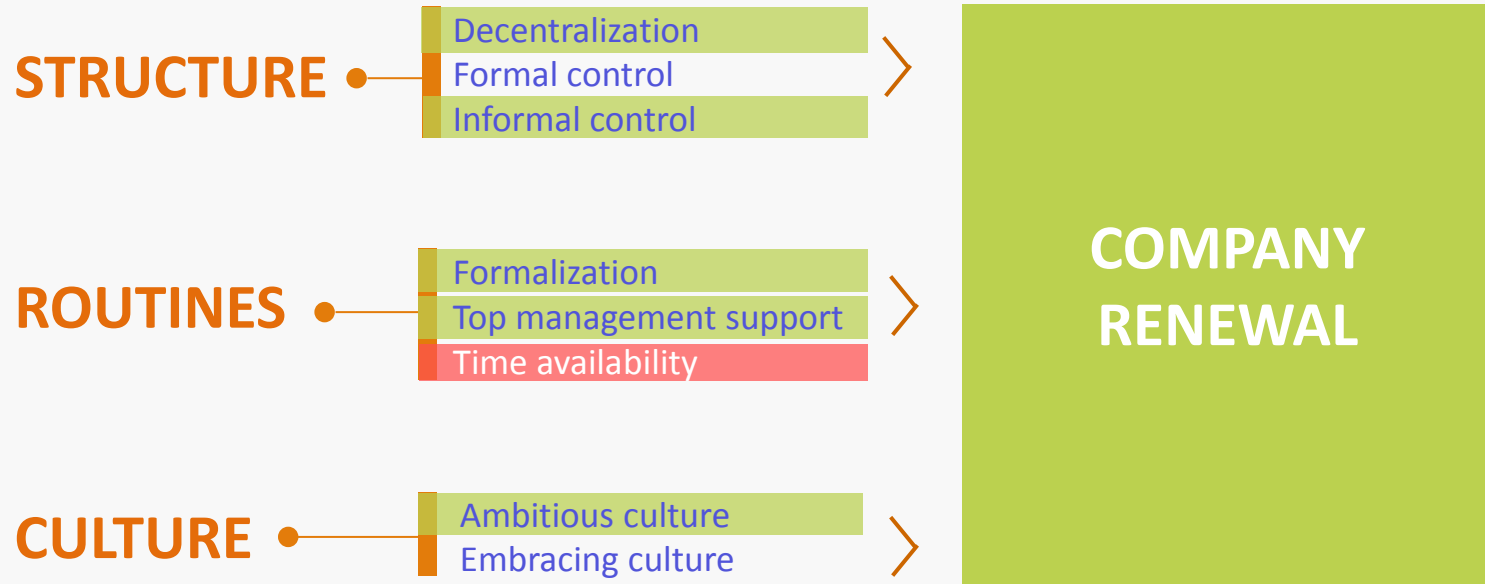 STRUCTURE
Decentralization
Formal control
Informal control
ROUTINES
Formalization
Top management support
Time availability
CULTURE
Ambitious culture
Embracing culture
COMPANY
RENEWAL